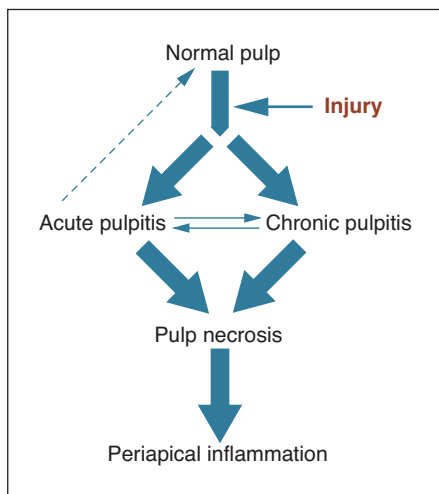 Normal pulp
Injury
Acute pulpitis
Chronic pulpitis
Pulp necrosis
Periapical inflammation